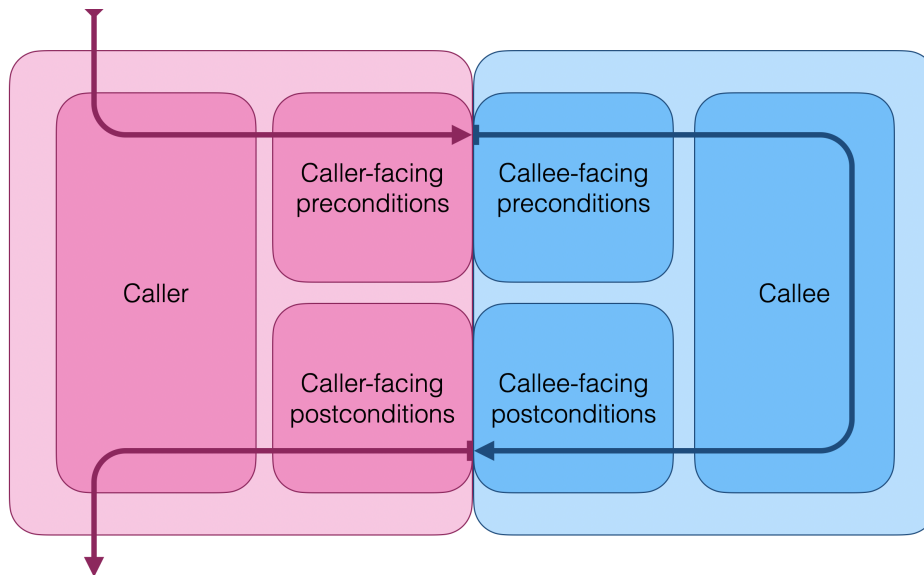 Caller-facing
preconditions
Callee-facing
preconditions
Caller
Callee
Caller-facing
postconditions
Callee-facing
postconditions